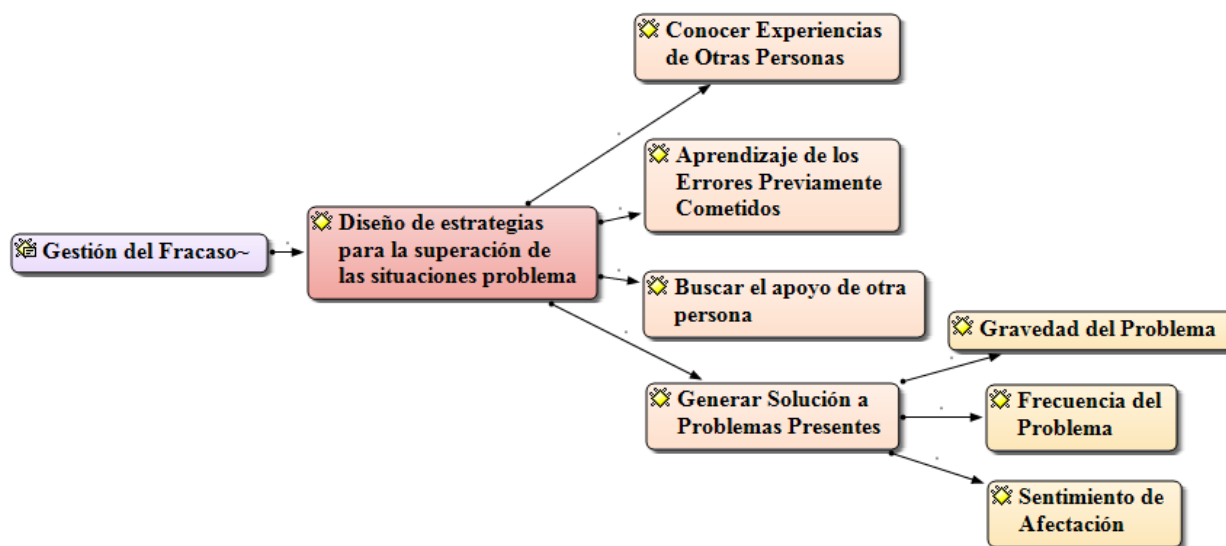 Conocer Experiencias
de Otras Personas
Aprendizaje de los
Errores Previamente
Cometidos
Diseño de estrategias
para la superación de
las situaciones problema
Gestión del Fracaso~
Buscar el apoyo de otra
persona
Gravedad del Problema
Generar Solución a
Problemas Presentes
Frecuencia del
Problema
Sentimiento de
Afectación